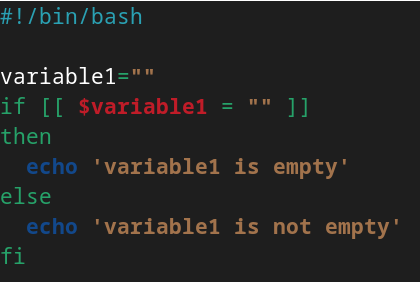 #!/bin/bash
variable1=""
if [[ $variable1 = "" ]]
then
  echo 'variable1 is empty'
else
  echo 'variable1 is not empty'
fi